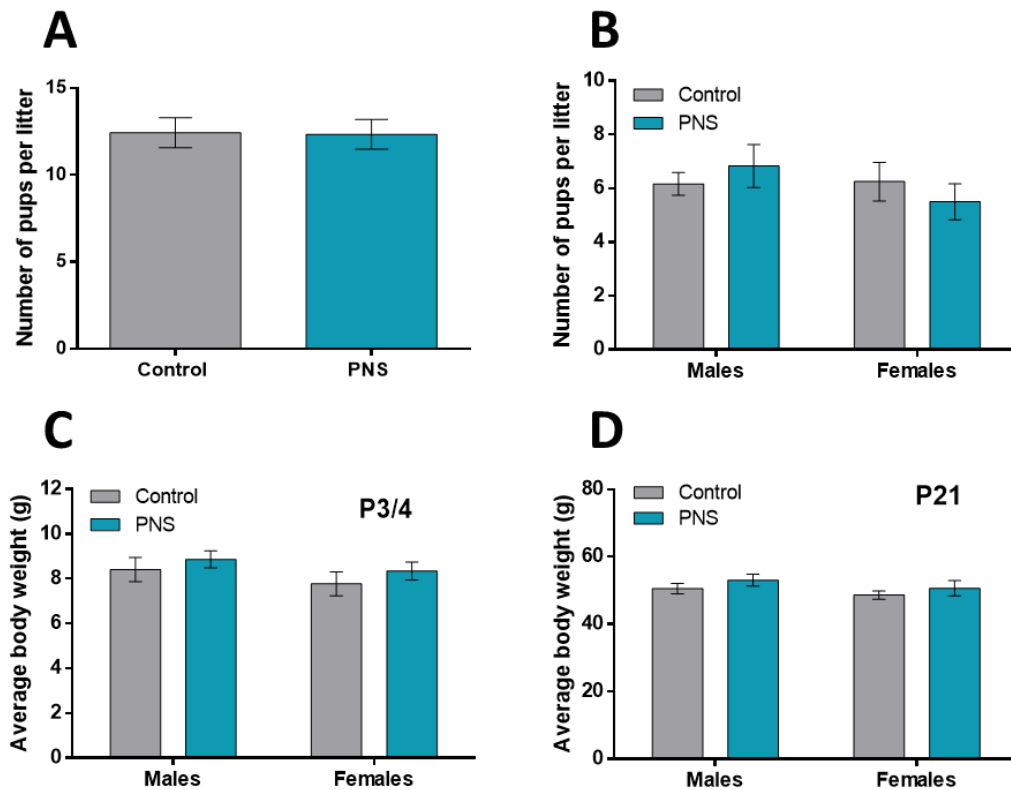 A
Number of pups per litter
15
10
5
0
Control PNS
B
Number of pups per litter
Control
PNS
10
8
6
4
2
0
Males Females
C
Average body weight (g)
Control
PNS
P3/4
12
10
8
6
4
2
0
Males Females
D
Average body weight (g)
Control
PNS
P21
80
60
40
20
0
Males Females